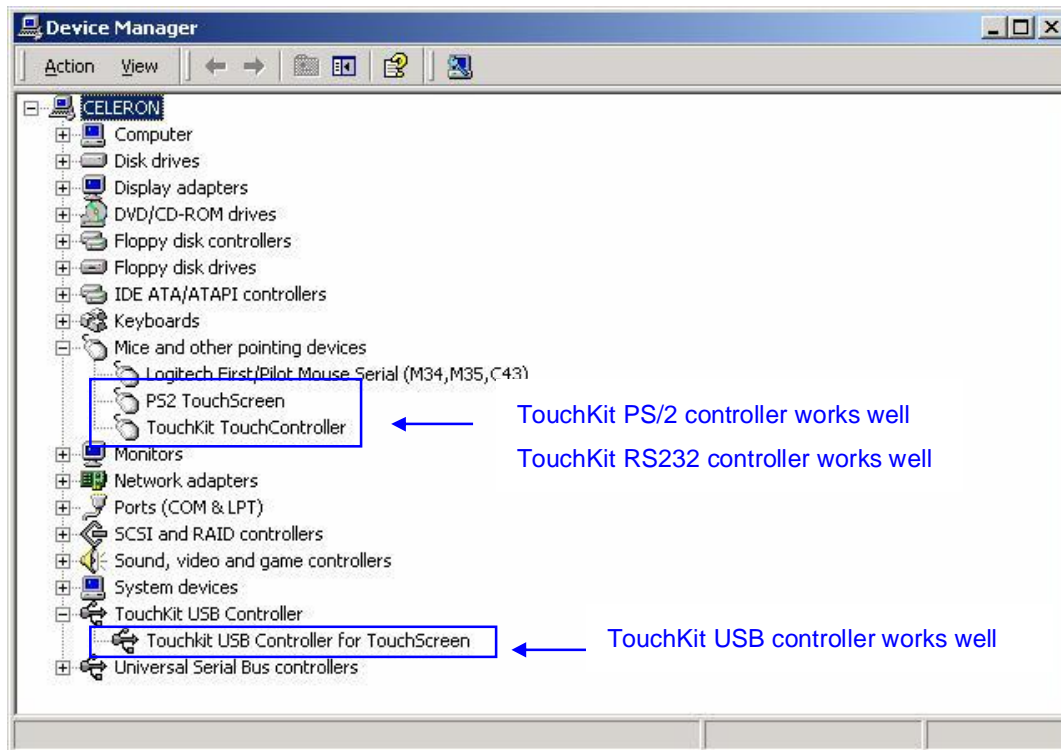 Device Manager
Action View
CELERON
Computer
Disk drives
Display adapters
DVD/CD-ROM drives
Floppy disk controllers
Floppy disk drives
IDE ATA/ATAPI controllers
Keyboards
Mice and other pointing devices
Logitech First/Pilot Mouse Serial (M34,M35,C43)
PS2 TouchScreen
TouchKit TouchController
TouchKit PS/2 controller works well
TouchKit RS232 controller works well
Monitors
Network adapters
Ports (COM & LPT)
SCSI and RAID controllers
Sound, video and game controllers
System devices
TouchKit USB Controller
Touchkit USB Controller for TouchScreen
TouchKit USB controller works well
Universal Serial Bus controllers